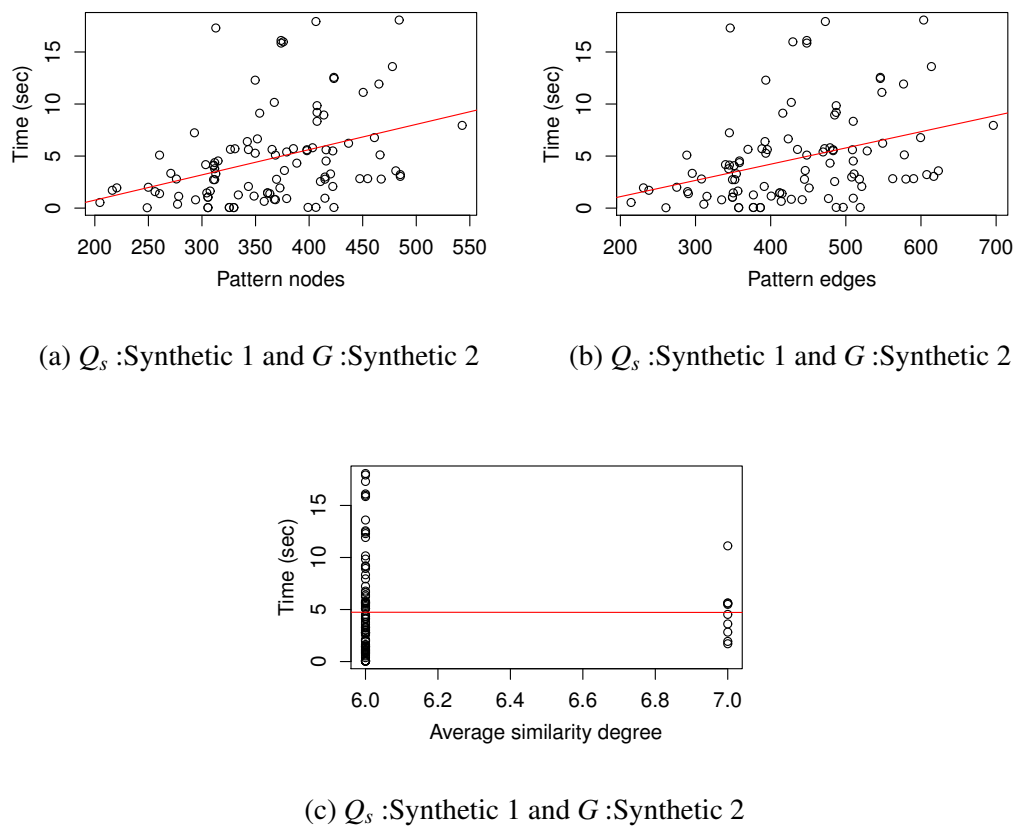 Time (sec)
0 5 10 15
200 250 300 350 400 450 500 550
Pattern nodes
(a) Qs :Synthetic 1 and G :Synthetic 2
Time (sec)
0 5 10 15
200 300 400 500 600 700
Pattern edges
(b) Qs :Synthetic 1 and G :Synthetic 2
Time (sec)
0 5 10 15
6.0 6.2 6.4 6.6 6.8 7.0
Average similarity degree
(c) Qs :Synthetic 1 and G :Synthetic 2